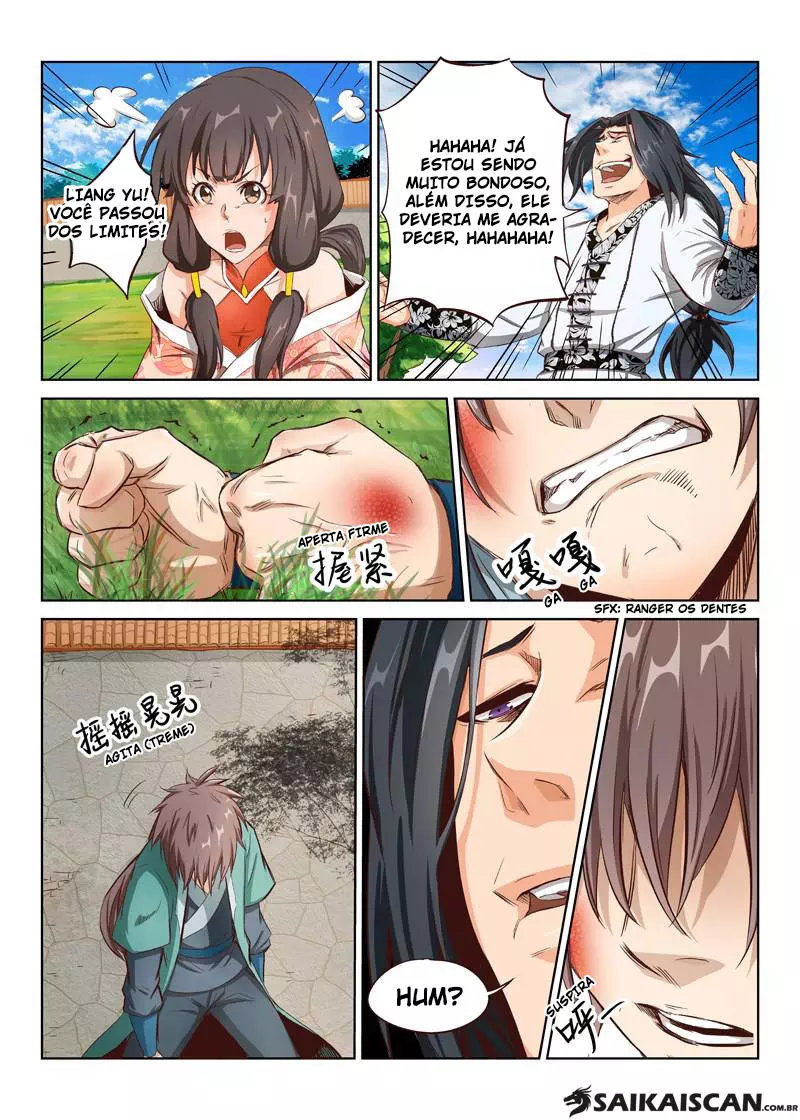 LIANG YU!
VOCÊ PASSOU
DOS LIMITES!
HAHAHA! JÁ
ESTOU SENDO
MUITO BONDOSO,
ALÉM DISSO, ELE
DEVERIA ME AGRA-
DECER, HAHAHAHA!
APERTA FIRME
握紧
嘎嘎
GA GA
SFX: RANGER OS DENTES
摇摇晃晃
AGITA (TREME)
HUM?
SUSPIRA
呼一
SAIKAISCAN.COM.BR